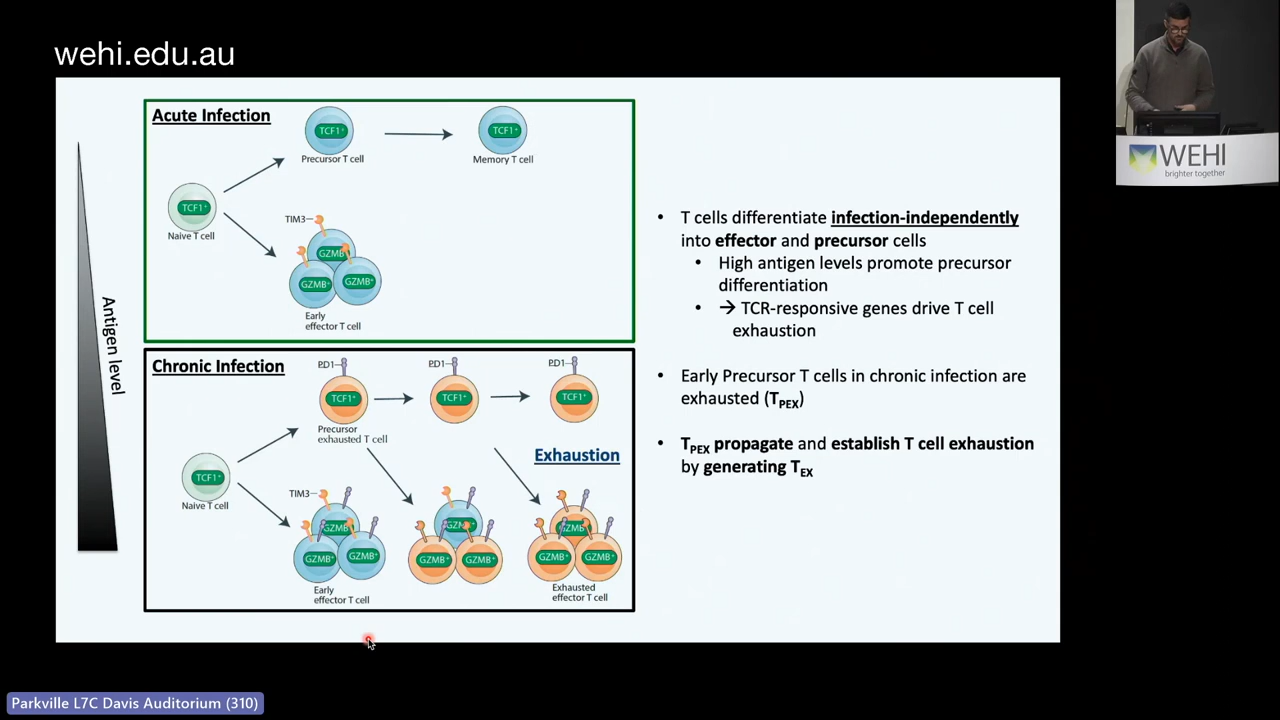 wehi.edu.au
Acute Infection
TCF1+
Precursor T cell
TCF1+
Memory T cell
TCF1+
Naive T cell
TIM3
GZMB+
GZMB+
GZMB+
Early
effector T cell
Antigen level
Chronic Infection
PD1
TCF1+
Precursor
exhausted T cell
PD1
TCF1+
PD1
TCF1+
Exhaustion
TCF1+
Naive T cell
TIM3
GZMB+
GZMB+
GZMB+
Early
effector T cell
GZMB+
GZMB+
GZMB+
GZMB+
GZMB+
GZMB+
Exhausted
effector T cell
• T cells differentiate infection-independently
into effector and precursor cells
• High antigen levels promote precursor
differentiation
• → TCR-responsive genes drive T cell
exhaustion
• Early Precursor T cells in chronic infection are
exhausted (TPEX)
• TPEX propagate and establish T cell exhaustion
by generating TEX
WEHI
brighter together
Parkville L7C Davis Auditorium (310)